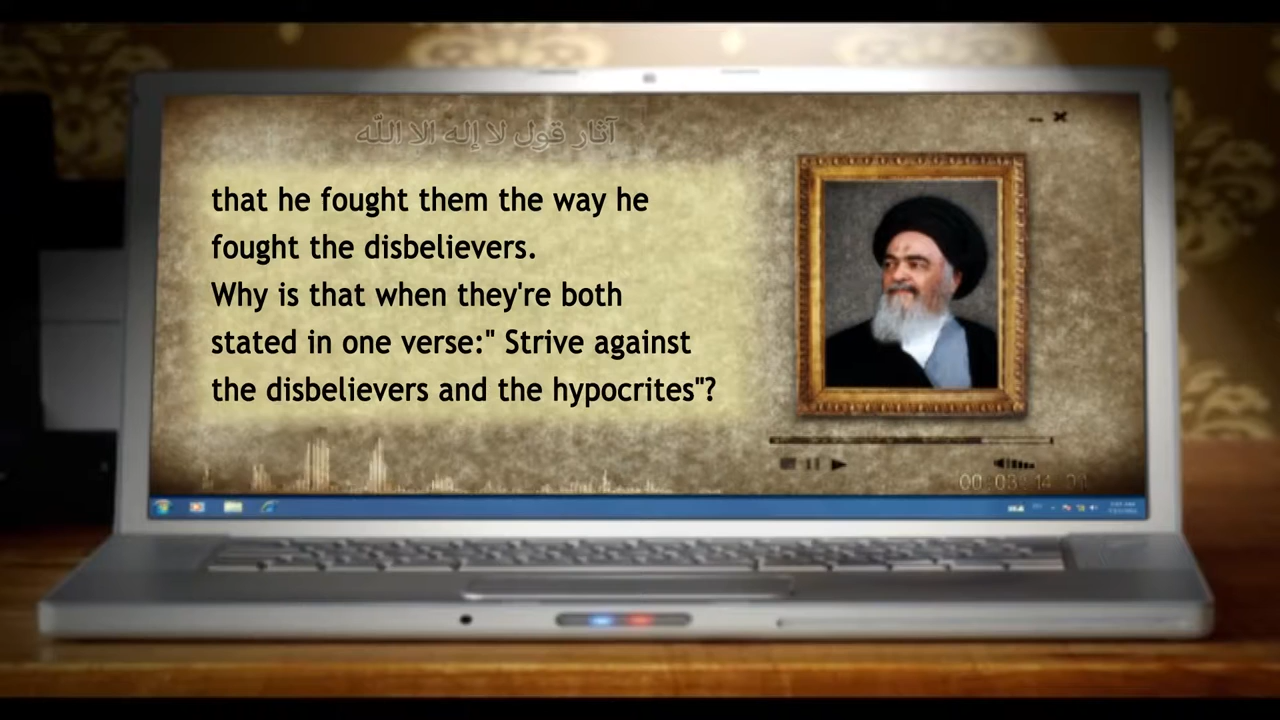 آثار قول لا إله الا الله
that he fought them the way he
fought the disbelievers.
Why is that when they're both
stated in one verse:" Strive against
the disbelievers and the hypocrites"?